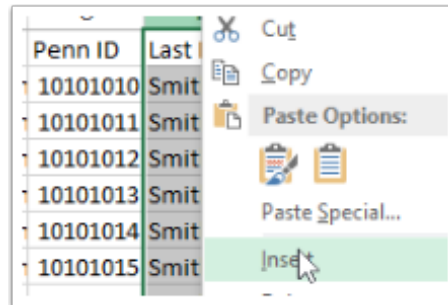 Penn ID Last
10101010 Smit
10101011 Smit
10101012 Smit
10101013 Smit
10101014 Smit
10101015 Smit
Cut
Copy
Paste Options:
Paste Special...
Insert